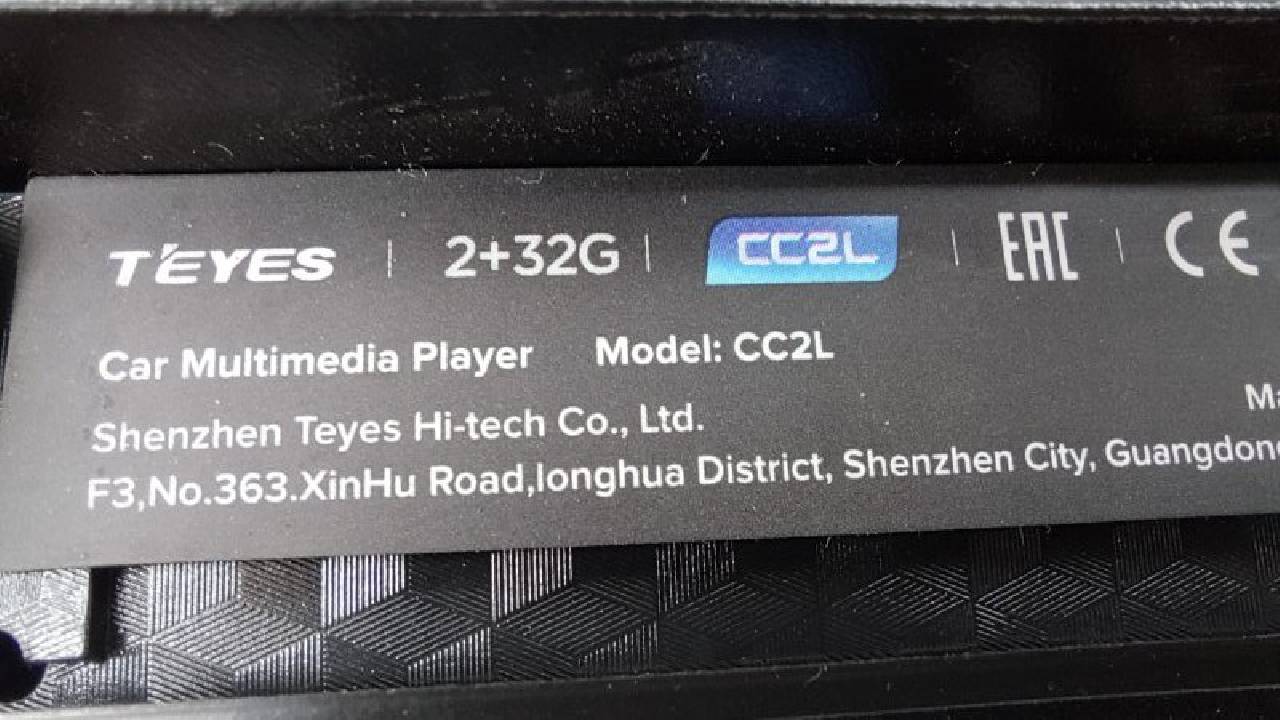 T'EYES | 2+32G | CC2L | EAC | CE
Car Multimedia Player Model: CC2L
Shenzhen Teyes Hi-tech Co., Ltd.
F3,No.363.XinHu Road,longhua District, Shenzhen City, Guangdong